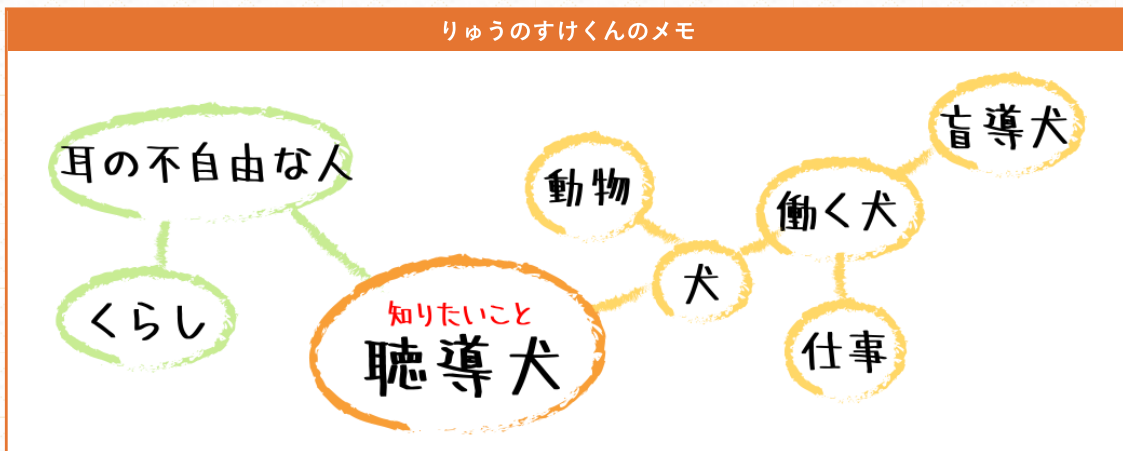 りゅうのすけくんのメモ
耳の不自由な人
くらし
知りたいこと
聴導犬
犬
動物
働く犬
盲導犬
仕事